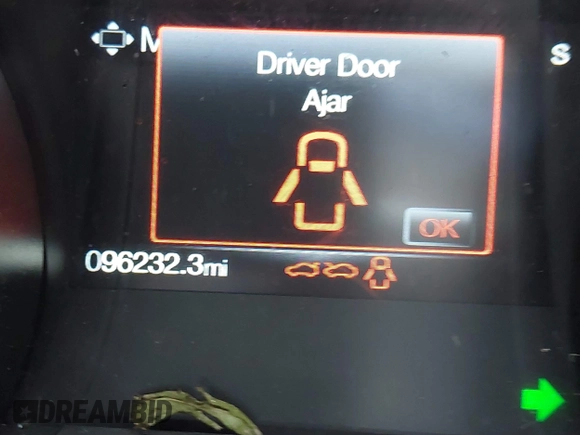 M
s
Driver Door
Ajar
OK
096232.3mi
DREAMBID